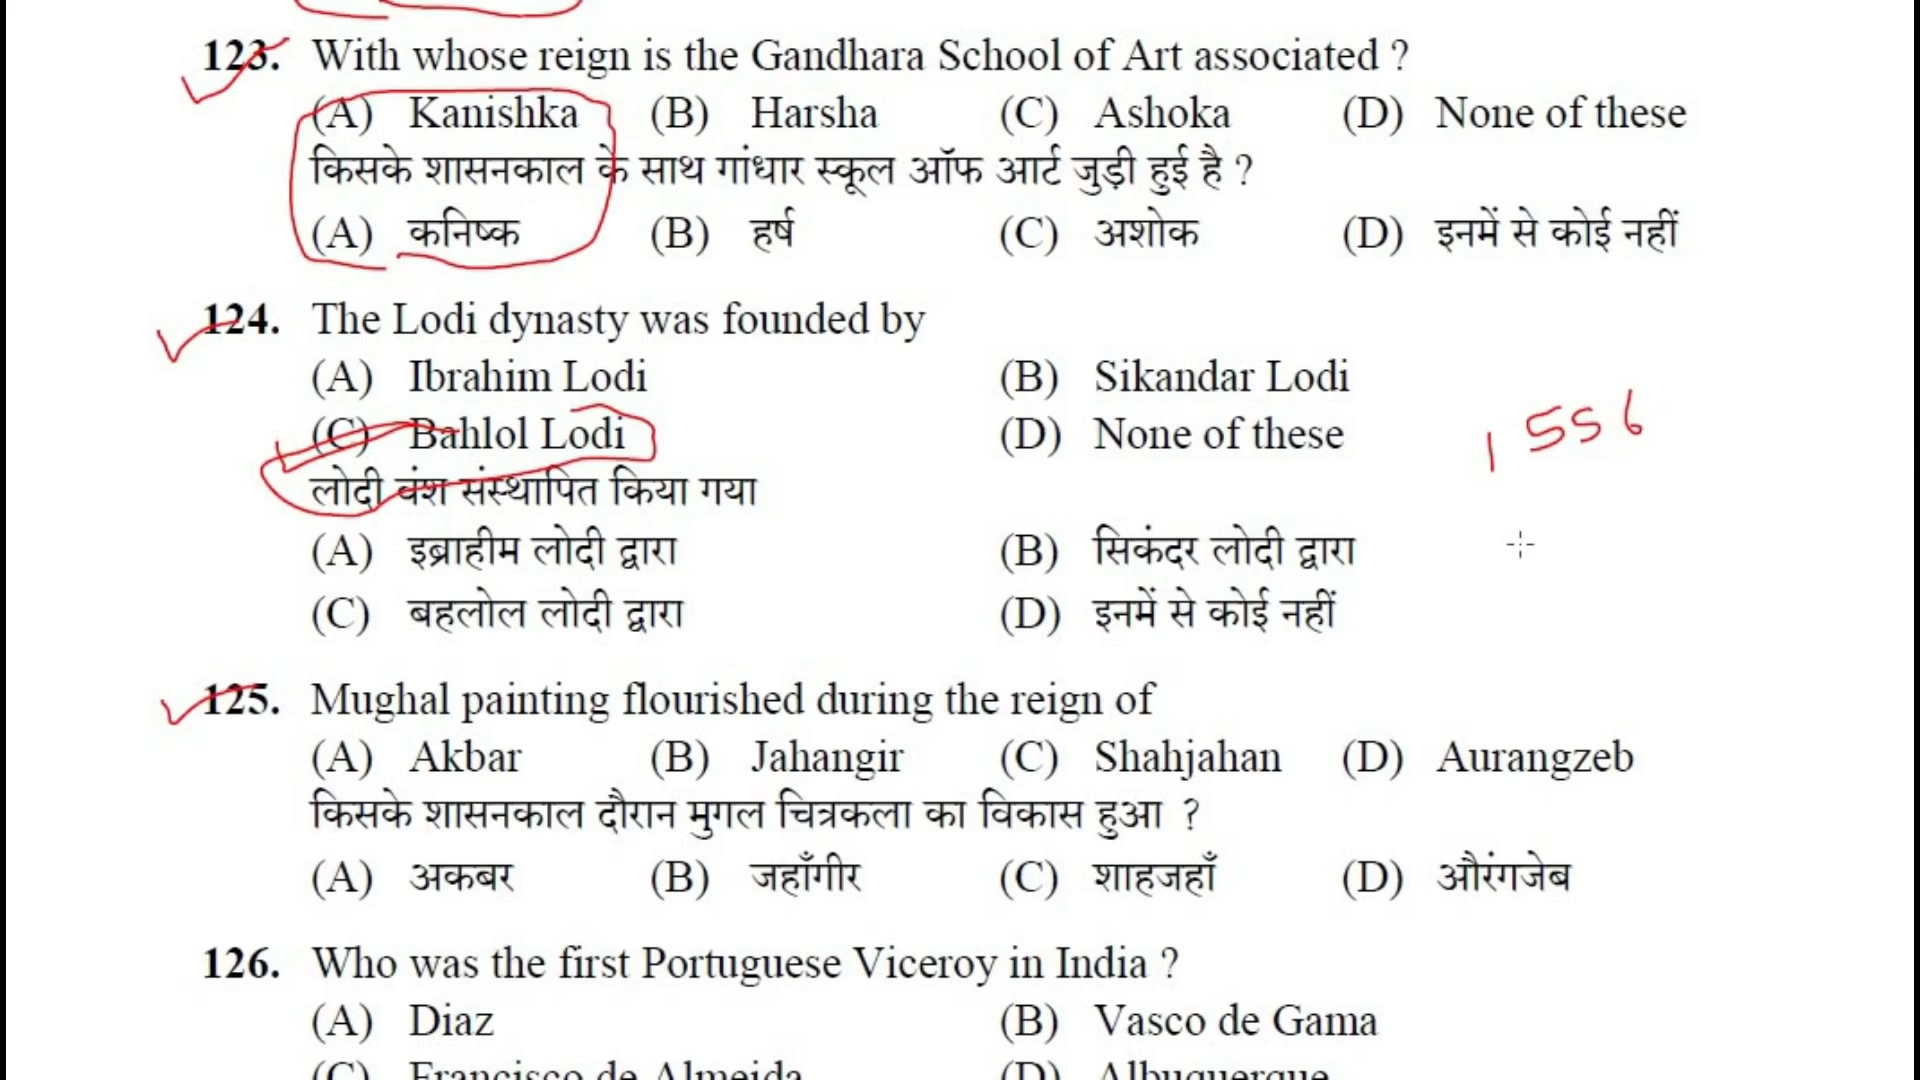 123. With whose reign is the Gandhara School of Art associated ?
(A) Kanishka (B) Harsha (C) Ashoka (D) None of these
किसके शासनकाल के साथ गांधार स्कूल ऑफ आर्ट जुड़ी हुई है ?
(A) कनिष्क (B) हर्ष (C) अशोक (D) इनमें से कोई नहीं
124. The Lodi dynasty was founded by
(A) Ibrahim Lodi (B) Sikandar Lodi
(C) Bahlol Lodi (D) None of these
1556
लोदी वंश संस्थापित किया गया
(A) इब्राहीम लोदी द्वारा (B) सिकंदर लोदी द्वारा
(C) बहलोल लोदी द्वारा (D) इनमें से कोई नहीं
125. Mughal painting flourished during the reign of
(A) Akbar (B) Jahangir (C) Shahjahan (D) Aurangzeb
किसके शासनकाल दौरान मुगल चित्रकला का विकास हुआ ?
(A) अकबर (B) जहाँगीर (C) शाहजहाँ (D) औरंगजेब
126. Who was the first Portuguese Viceroy in India ?
(A) Diaz (B) Vasco de Gama
(C) Francisco de Almeida (D) Albuquerque